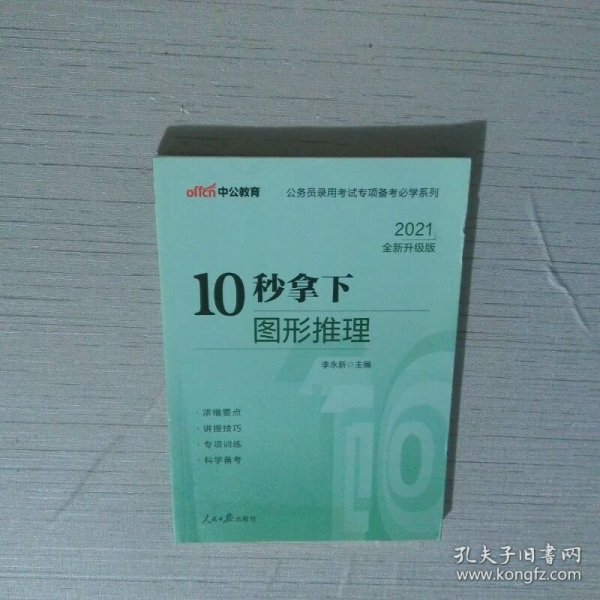 offcn中公教育 公务员录用考试专项备考必学系列
2021
全新升级版
10秒拿下
图形推理
李永新◇主编
10
·浓缩要点
·讲授技巧
·专项训练
·科学备考
人民日报出版社
孔夫子旧书网
www.kongfz.com